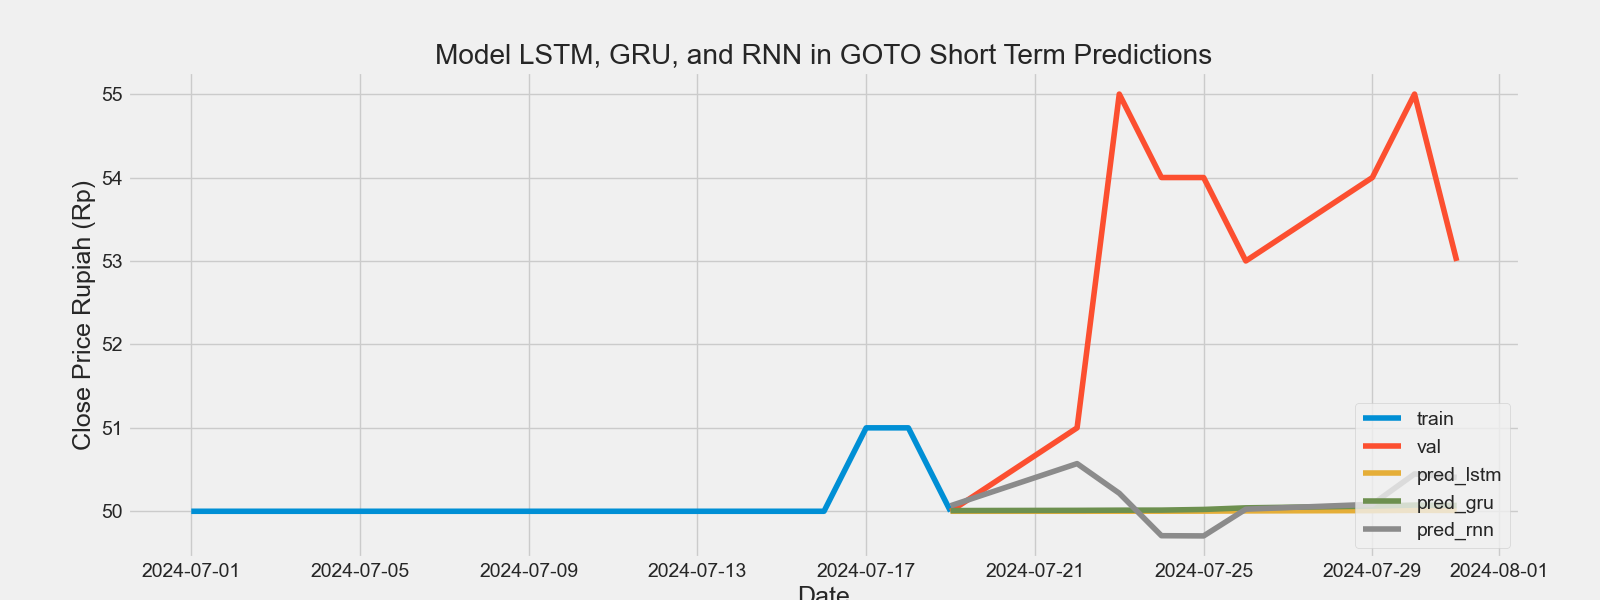 Model LSTM, GRU, and RNN in GOTO Short Term Predictions
Close Price Rupiah (Rp)
55
54
53
52
51
50
train
val
pred_lstm
pred_gru
pred_rnn
2024-07-01 2024-07-05 2024-07-09 2024-07-13 2024-07-17 2024-07-21 2024-07-25 2024-07-29 2024-08-01
Date